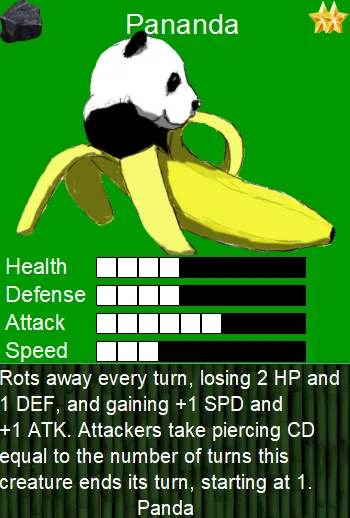 Pananda
Health
Defense
Attack
Speed
Rots away every turn, losing 2 HP and
1 DEF, and gaining +1 SPD and
+1 ATK. Attackers take piercing CD
equal to the number of turns this
creature ends its turn, starting at 1.
Panda